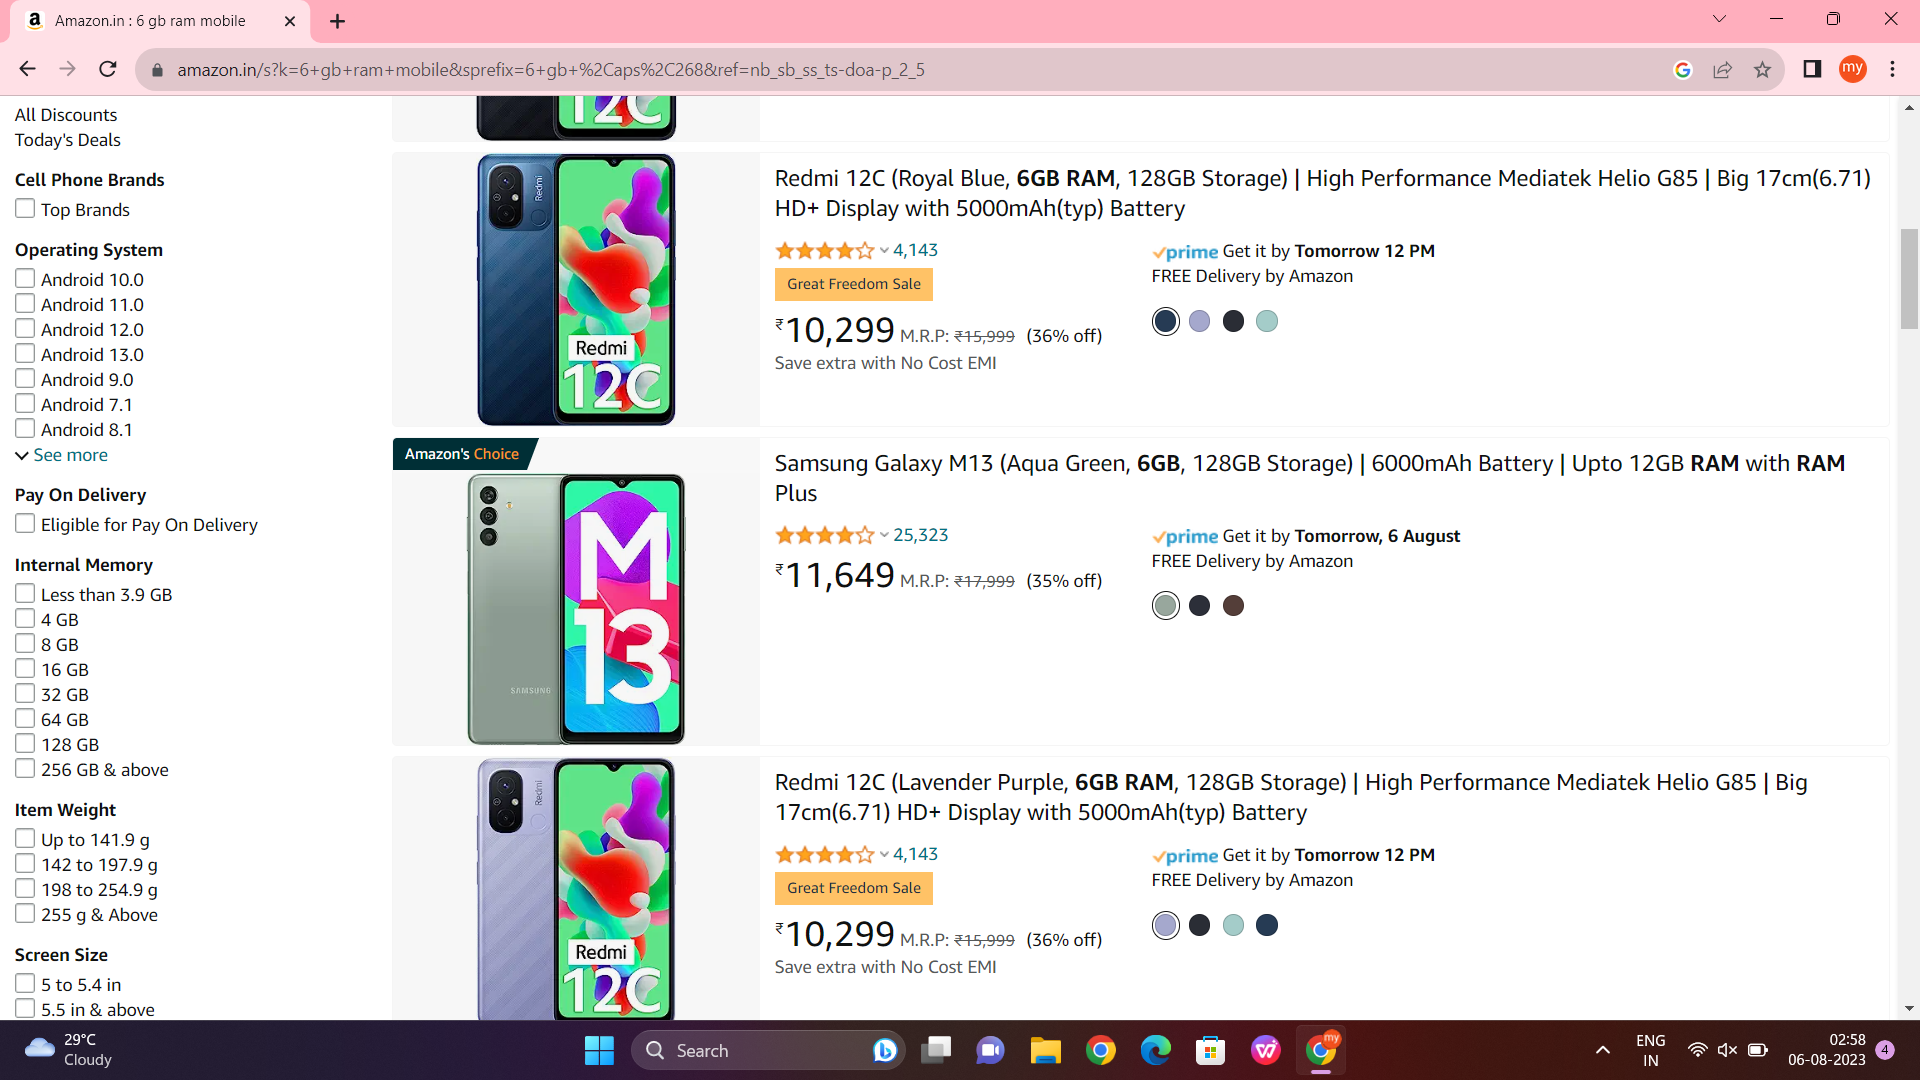 Amazon.in : 6 gb ram mobile
amazon.in/s?k=6+gb+ram+mobile&sprefix=6+gb+%2Caps%2C268&ref=nb_sb_ss_ts-doa-p_2_5
my
All Discounts
Today's Deals
Cell Phone Brands
Top Brands
Operating System
Android 10.0
Android 11.0
Android 12.0
Android 13.0
Android 9.0
Android 7.1
Android 8.1
See more
Pay On Delivery
Eligible for Pay On Delivery
Internal Memory
Less than 3.9 GB
4 GB
8 GB
16 GB
32 GB
64 GB
128 GB
256 GB & above
Item Weight
Up to 141.9 g
142 to 197.9 g
198 to 254.9 g
255 g & Above
Screen Size
5 to 5.4 in
5.5 in & above
12C
Redmi
Redmi
12C
Redmi 12C (Royal Blue, 6GB RAM, 128GB Storage) | High Performance Mediatek Helio G85 | Big 17cm(6.71)
HD+ Display with 5000mAh(typ) Battery
4,143
Great Freedom Sale
₹10,299 M.R.P: ₹15,999 (36% off)
Save extra with No Cost EMI
prime Get it by Tomorrow 12 PM
FREE Delivery by Amazon
Amazon's Choice
M
13
SAMSUNG
Samsung Galaxy M13 (Aqua Green, 6GB, 128GB Storage) | 6000mAh Battery | Upto 12GB RAM with RAM
Plus
25,323
₹11,649 M.R.P: ₹17,999 (35% off)
prime Get it by Tomorrow, 6 August
FREE Delivery by Amazon
Redmi
Redmi
12C
Redmi 12C (Lavender Purple, 6GB RAM, 128GB Storage) | High Performance Mediatek Helio G85 | Big
17cm(6.71) HD+ Display with 5000mAh(typ) Battery
4,143
Great Freedom Sale
₹10,299 M.R.P: ₹15,999 (36% off)
Save extra with No Cost EMI
prime Get it by Tomorrow 12 PM
FREE Delivery by Amazon
29°C
Cloudy
Search
my
ENG
IN
02:58
06-08-2023
4